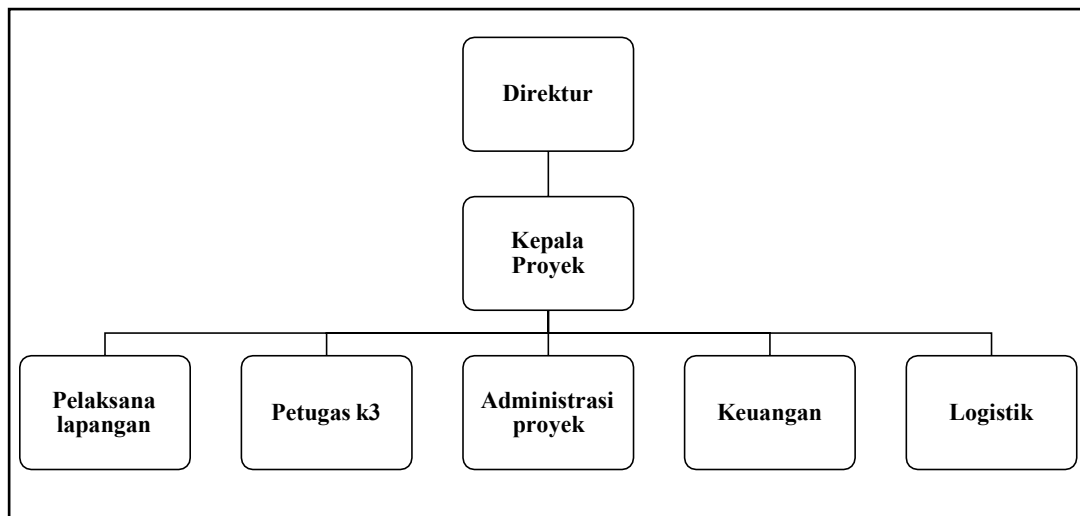 Direktur
Kepala
Proyek
Pelaksana
lapangan
Petugas k3
Administrasi
proyek
Keuangan
Logistik